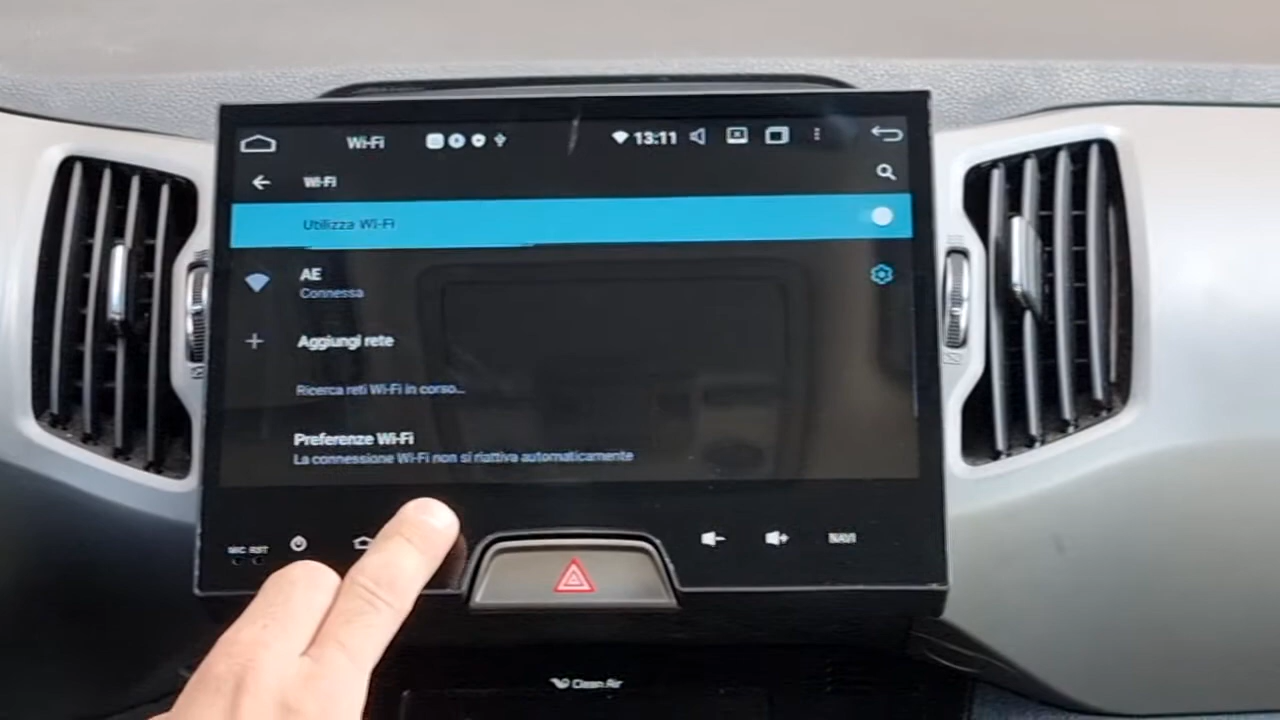 Wi-Fi 13:11
Wi-Fi
Utilizza Wi-Fi
AE
Connessa
Aggiungi rete
Ricerca reti Wi-Fi in corso...
Preferenze Wi-Fi
La connessione Wi-Fi non si riattiva automaticamente
MIC RST NAVI
Clean Air